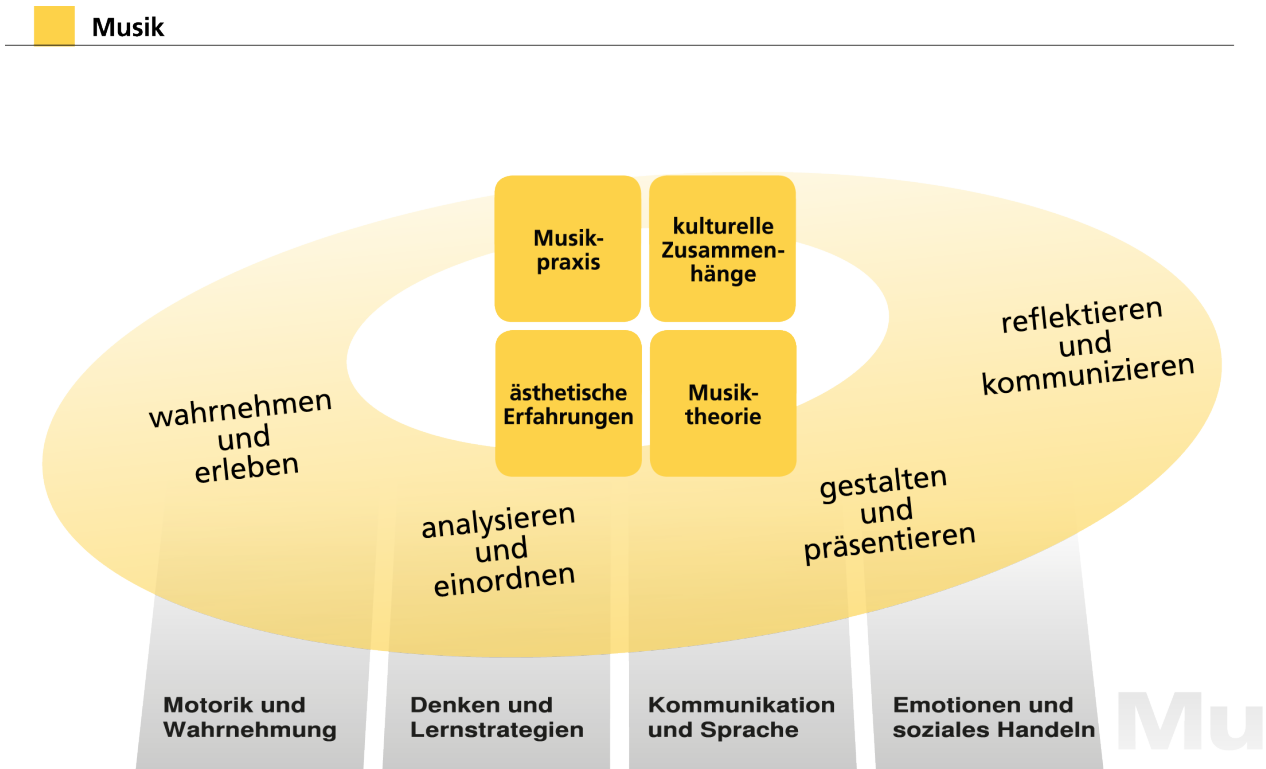 Musik
Musik-
praxis
kulturelle
Zusammen-
hänge
ästhetische
Erfahrungen
Musik-
theorie
wahrnehmen
und
erleben
analysieren
und
einordnen
gestalten
und
präsentieren
reflektieren
und
kommunizieren
Motorik und
Wahrnehmung
Denken und
Lernstrategien
Kommunikation
und Sprache
Emotionen und
soziales Handeln
Mu